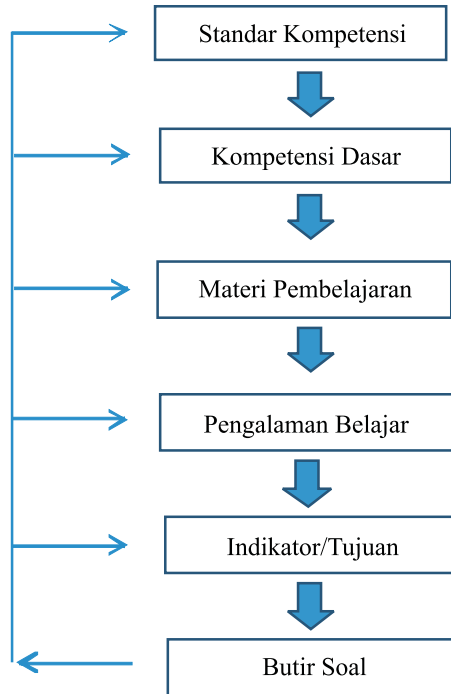 Standar Kompetensi
Kompetensi Dasar
Materi Pembelajaran
Pengalaman Belajar
Indikator/Tujuan
Butir Soal